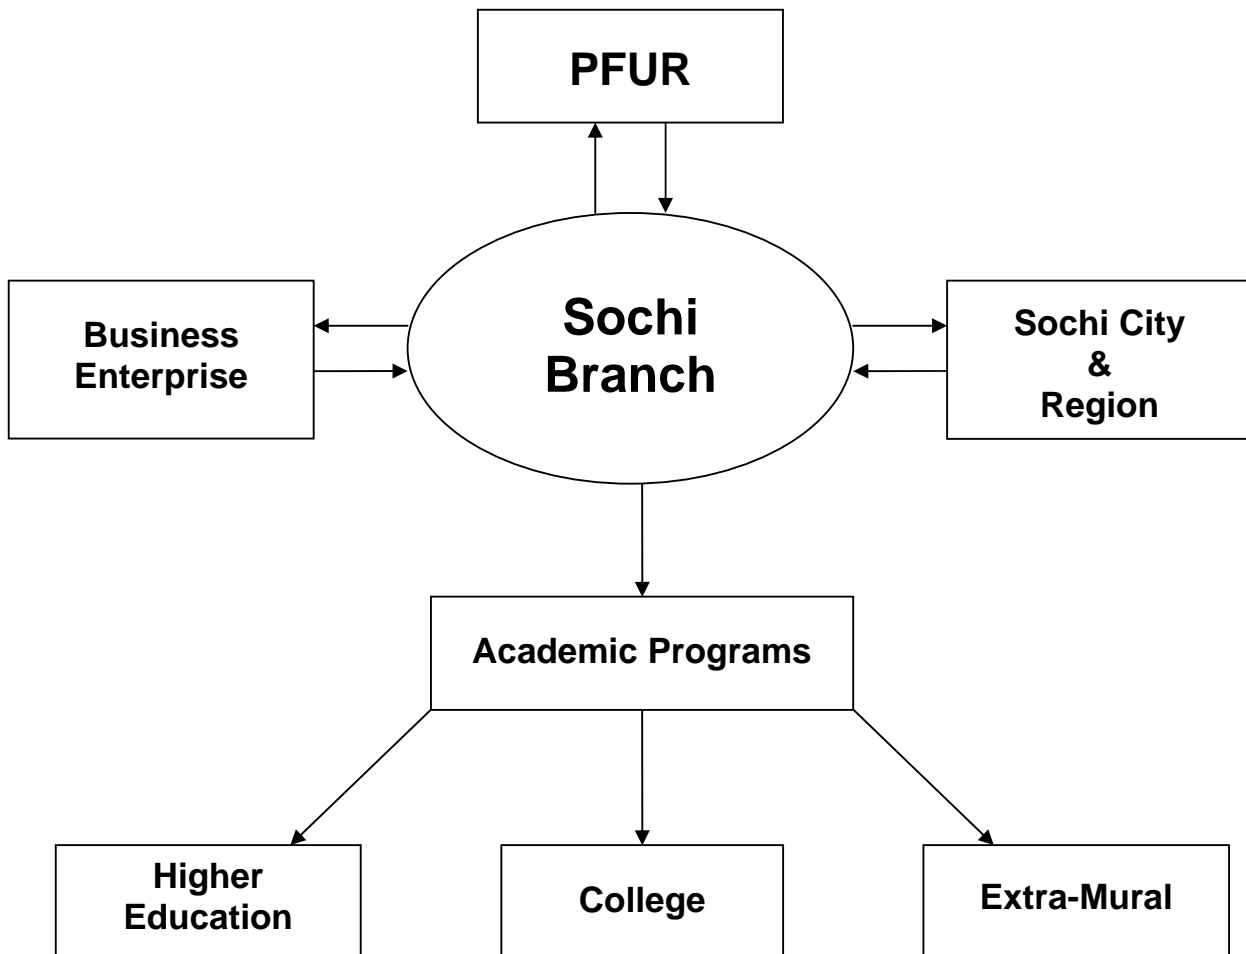 PFUR
Sochi
Branch
Business
Enterprise
Sochi City
&
Region
Academic Programs
Higher
Education
College
Extra-Mural